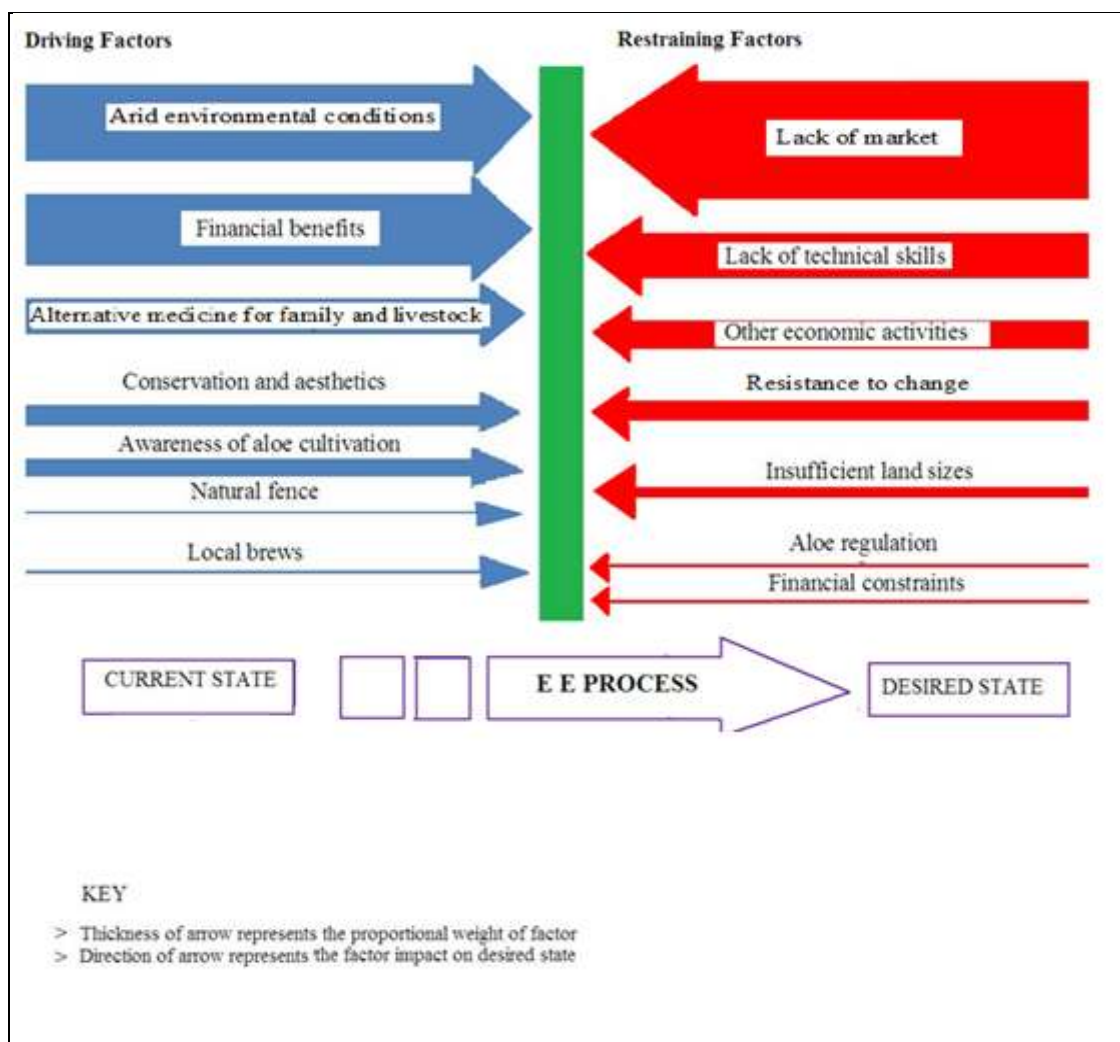 Driving Factors
Restraining Factors
Arid environmental conditions
Financial benefits
Alternative medicine for family and livestock
Conservation and aesthetics
Awareness of aloe cultivation
Natural fence
Local brews
Lack of market
Lack of technical skills
Other economic activities
Resistance to change
Insufficient land sizes
Aloe regulation
Financial constraints
CURRENT STATE
E E PROCESS
DESIRED STATE
KEY
> Thickness of arrow represents the proportional weight of factor
> Direction of arrow represents the factor impact on desired state